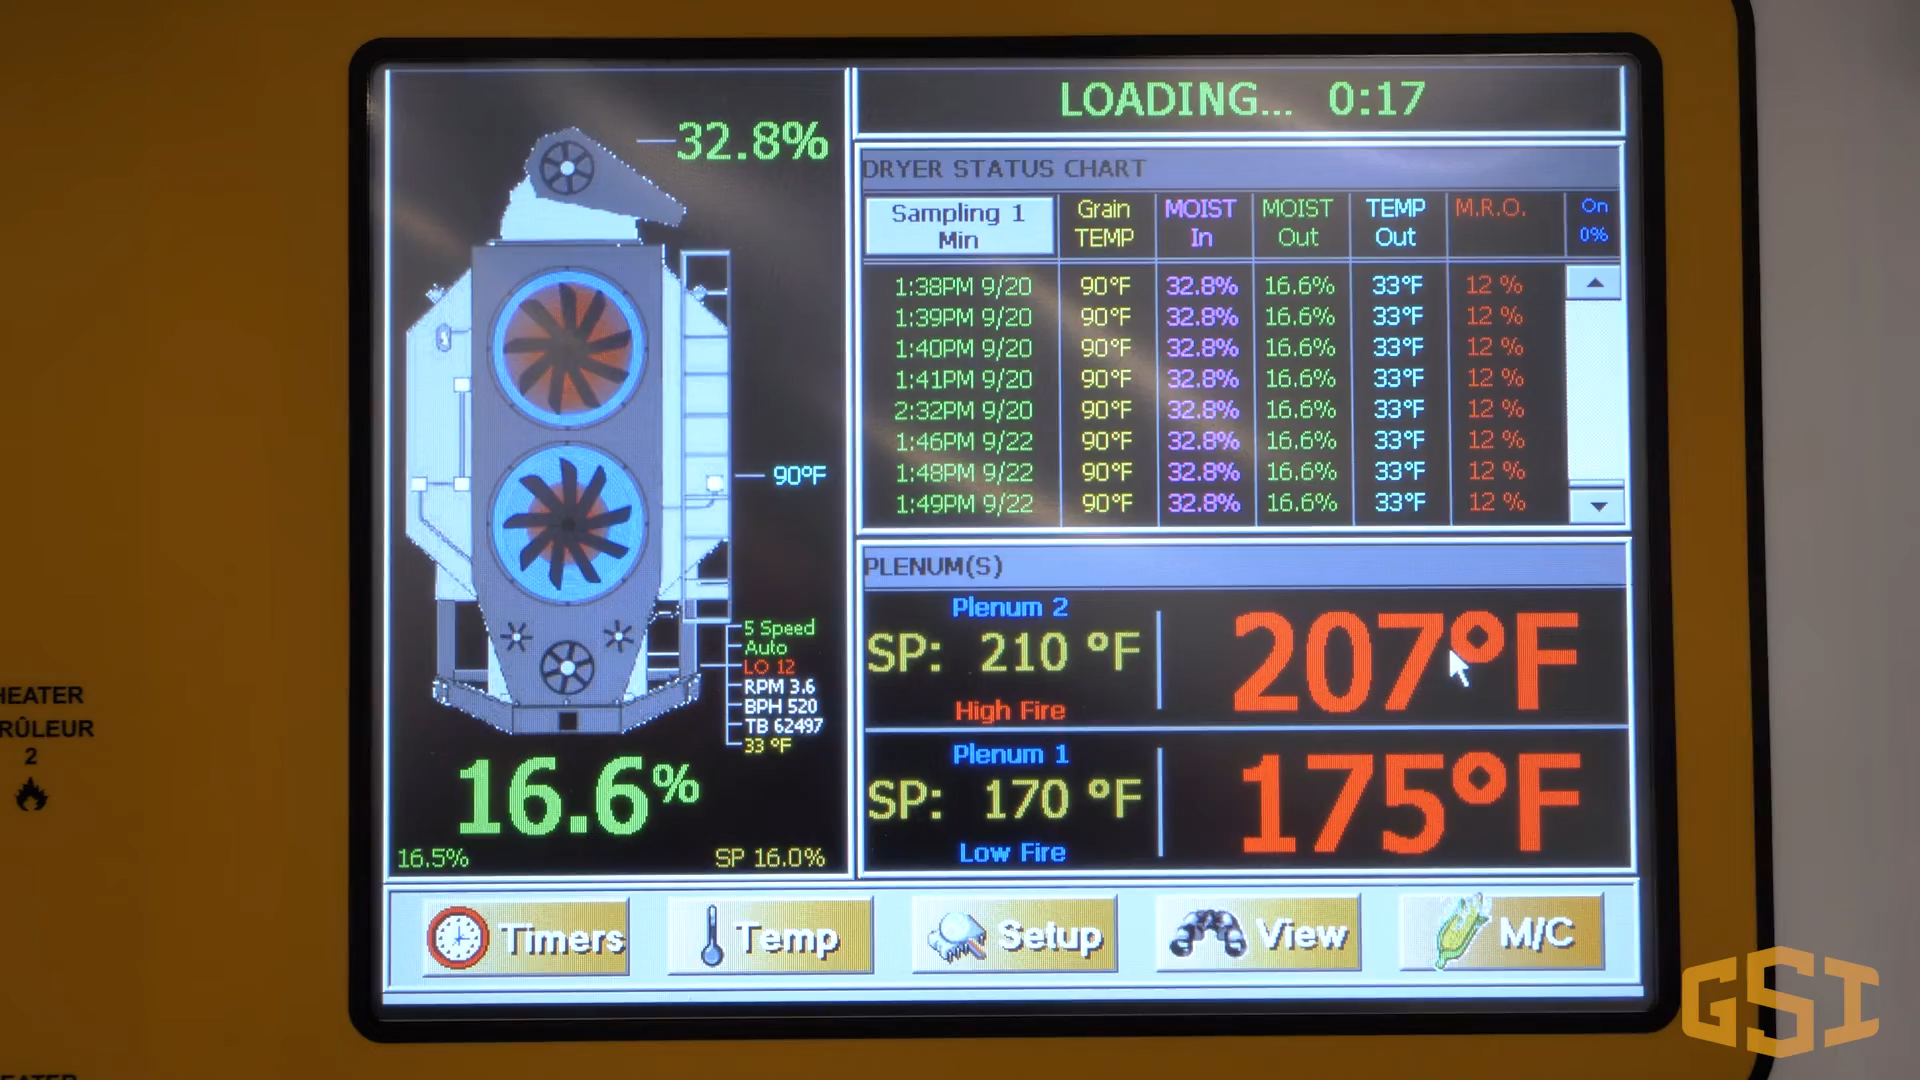 LOADING... 0:17
32.8%
DRYER STATUS CHART
Sampling 1 Min
Grain TEMP
MOIST In
MOIST Out
TEMP Out
M.R.O.
On 0%
1:38PM 9/20 90°F 32.8% 16.6% 33°F 12 %
1:39PM 9/20 90°F 32.8% 16.6% 33°F 12 %
1:40PM 9/20 90°F 32.8% 16.6% 33°F 12 %
1:41PM 9/20 90°F 32.8% 16.6% 33°F 12 %
2:32PM 9/20 90°F 32.8% 16.6% 33°F 12 %
1:46PM 9/22 90°F 32.8% 16.6% 33°F 12 %
1:48PM 9/22 90°F 32.8% 16.6% 33°F 12 %
1:49PM 9/22 90°F 32.8% 16.6% 33°F 12 %
90°F
5 Speed
Auto
LO 12
RPM 3.6
BPH 520
TB 62497
33 °F
16.6%
16.5% SP 16.0%
PLENUM(S)
Plenum 2
SP: 210 °F 207°F
High Fire
Plenum 1
SP: 170 °F 175°F
Low Fire
Timers Temp Setup View M/C
HEATER
RÛLEUR
2
GSI